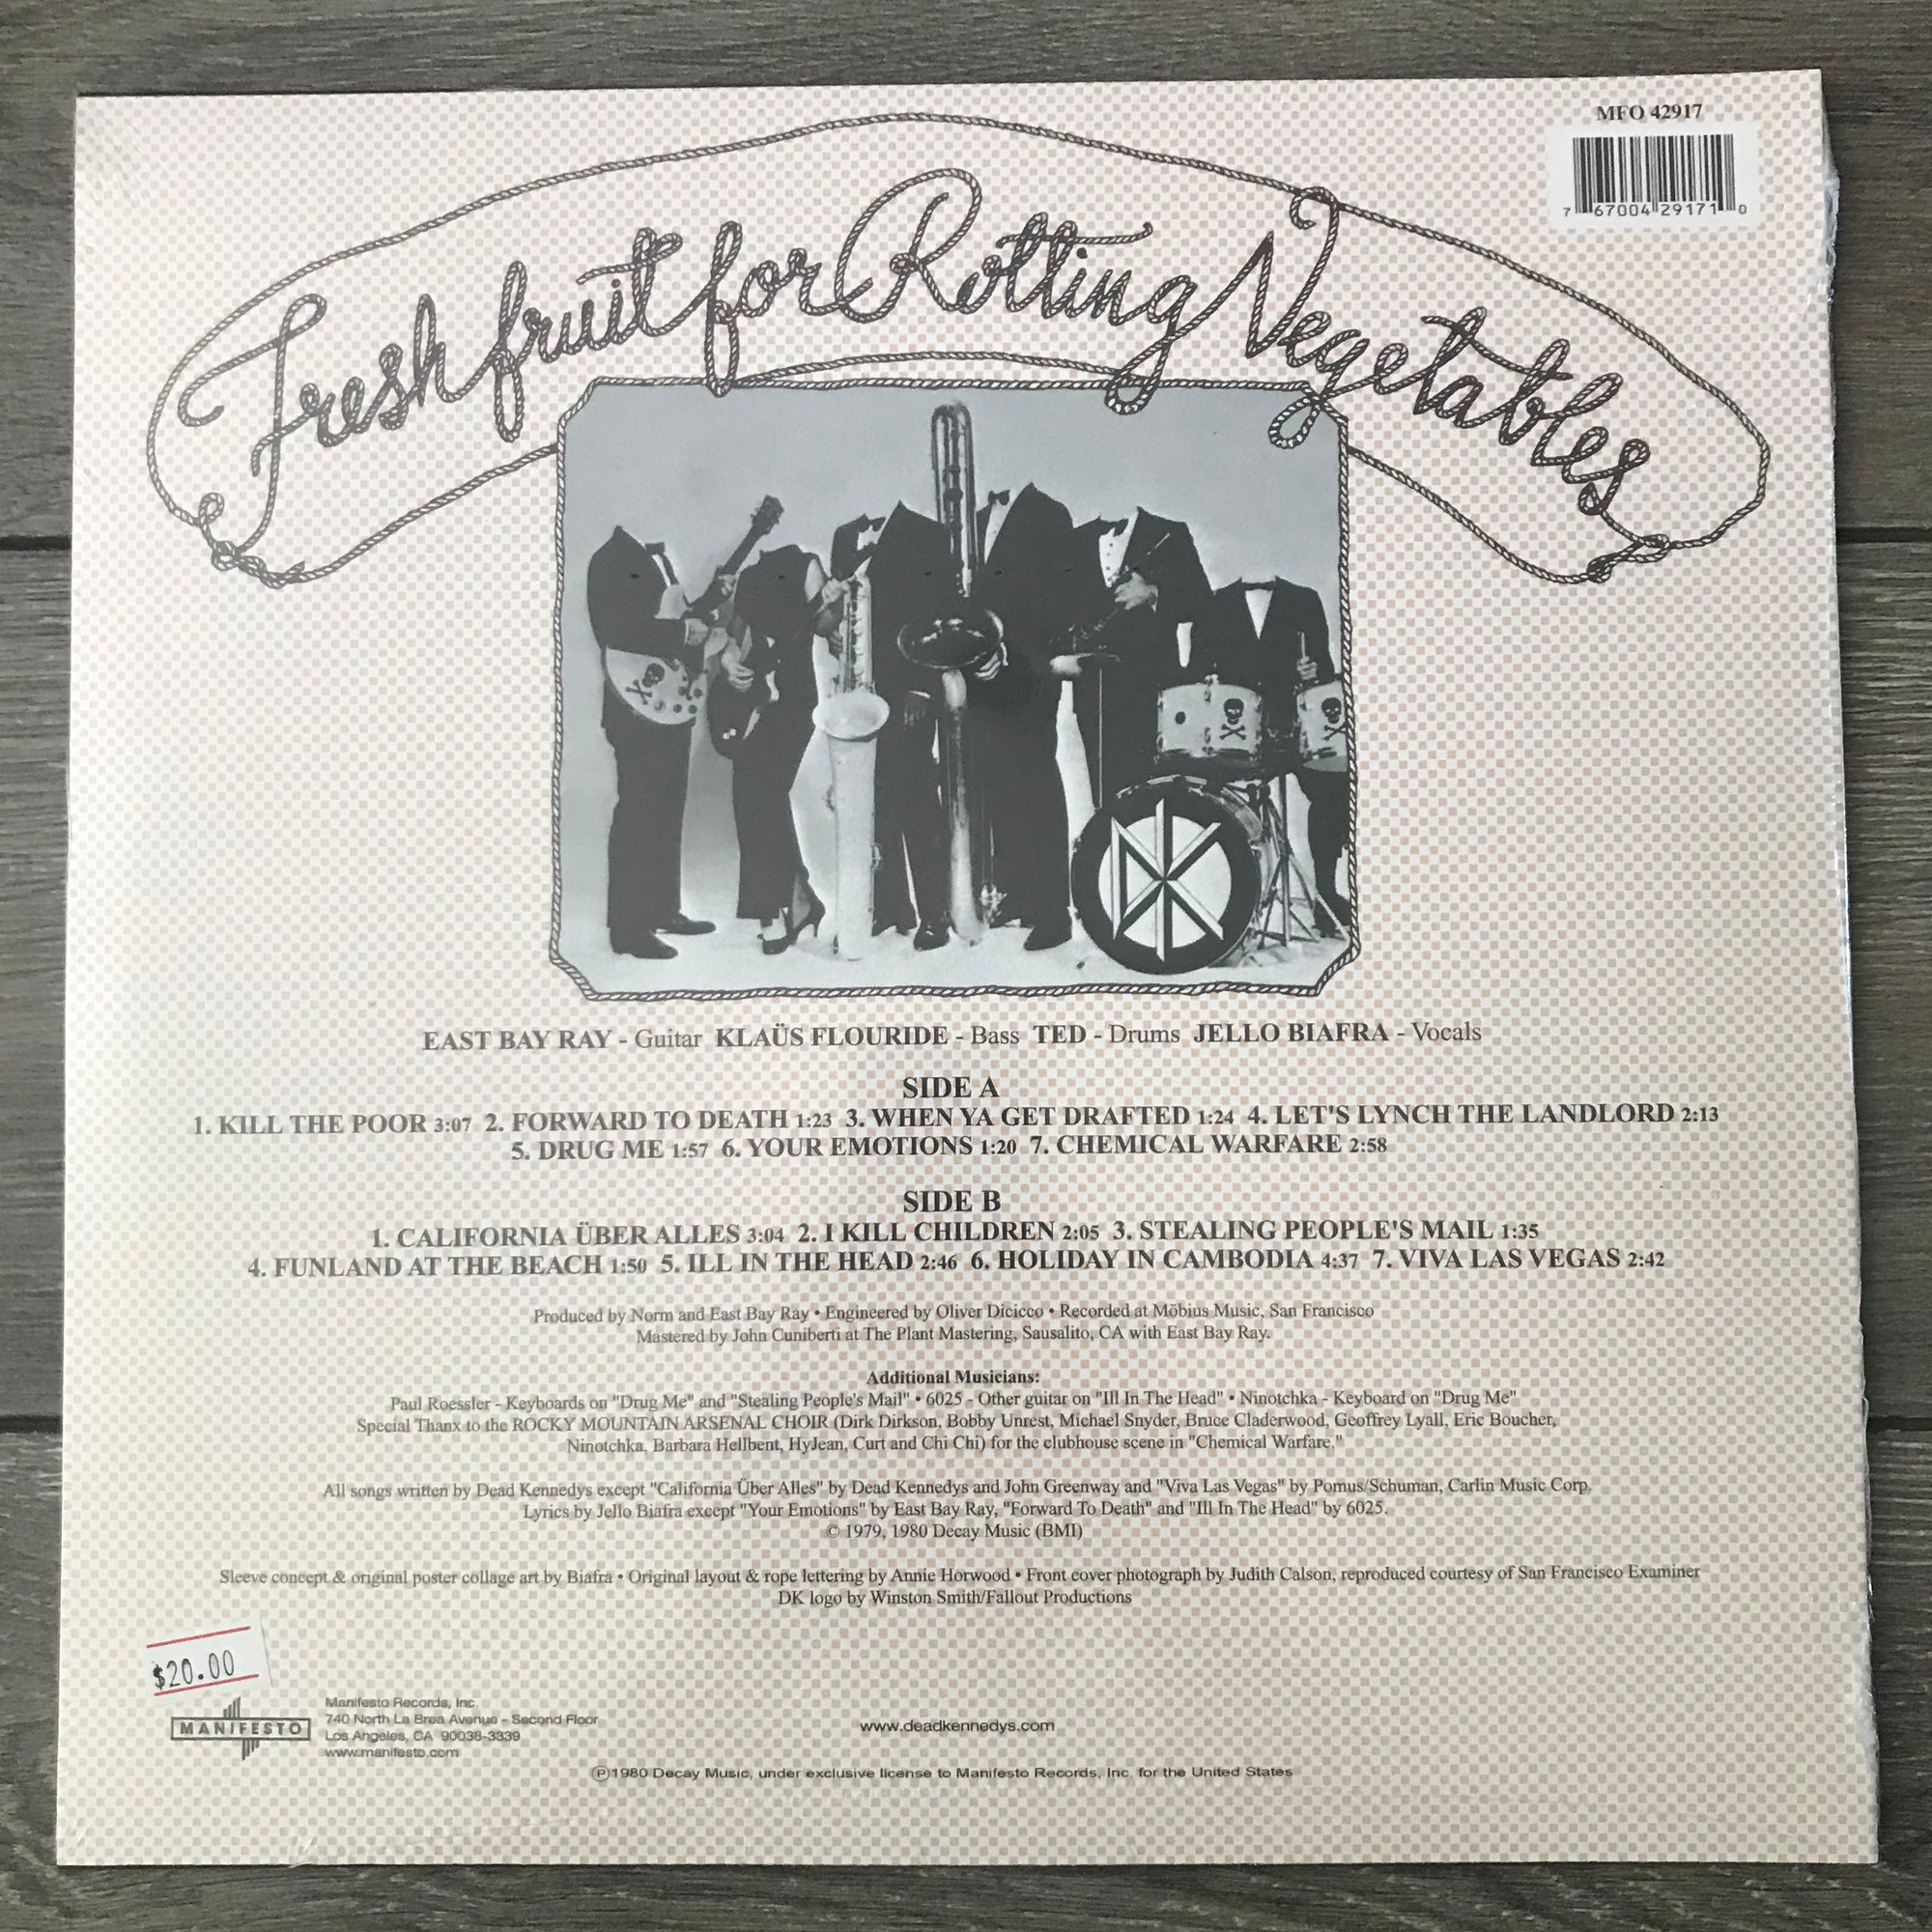 MFO 42917
7 67004 29171 0
Fresh fruit for Rotting Vegetables
DK
EAST BAY RAY - Guitar KLAÜS FLOURIDE - Bass TED - Drums JELLO BIAFRA - Vocals
SIDE A
1. KILL THE POOR 3:07 2. FORWARD TO DEATH 1:23 3. WHEN YA GET DRAFTED 1:24 4. LET'S LYNCH THE LANDLORD 2:13
5. DRUG ME 1:57 6. YOUR EMOTIONS 1:20 7. CHEMICAL WARFARE 2:58
SIDE B
1. CALIFORNIA ÜBER ALLES 3:04 2. I KILL CHILDREN 2:05 3. STEALING PEOPLE'S MAIL 1:35
4. FUNLAND AT THE BEACH 1:50 5. ILL IN THE HEAD 2:46 6. HOLIDAY IN CAMBODIA 4:37 7. VIVA LAS VEGAS 2:42
Produced by Norm and East Bay Ray • Engineered by Oliver Dicicco • Recorded at Möbius Music, San Francisco
Mastered by John Cuniberti at The Plant Mastering, Sausalito, CA with East Bay Ray.
Additional Musicians:
Paul Roessler - Keyboards on "Drug Me" and "Stealing People's Mail" • 6025 - Other guitar on "Ill In The Head" • Ninotchka - Keyboard on "Drug Me"
Special Thanx to the ROCKY MOUNTAIN ARSENAL CHOIR (Dirk Dirkson, Bobby Unrest, Michael Snyder, Bruce Claderwood, Geoffrey Lyall, Eric Boucher,
Ninotchka, Barbara Hellbent, HyJean, Curt and Chi Chi) for the clubhouse scene in "Chemical Warfare."
All songs written by Dead Kennedys except "California Über Alles" by Dead Kennedys and John Greenway and "Viva Las Vegas" by Pomus/Schuman, Carlin Music Corp.
Lyrics by Jello Biafra except "Your Emotions" by East Bay Ray, "Forward To Death" and "Ill In The Head" by 6025.
© 1979, 1980 Decay Music (BMI)
Sleeve concept & original poster collage art by Biafra • Original layout & rope lettering by Annie Horwood • Front cover photograph by Judith Calson, reproduced courtesy of San Francisco Examiner
DK logo by Winston Smith/Fallout Productions
$20.00
MANIFESTO
Manifesto Records, Inc.
740 North La Brea Avenue - Second Floor
Los Angeles, CA 90038-3339
www.manifesto.com
www.deadkennedys.com
℗1980 Decay Music, under exclusive license to Manifesto Records, Inc. for the United States